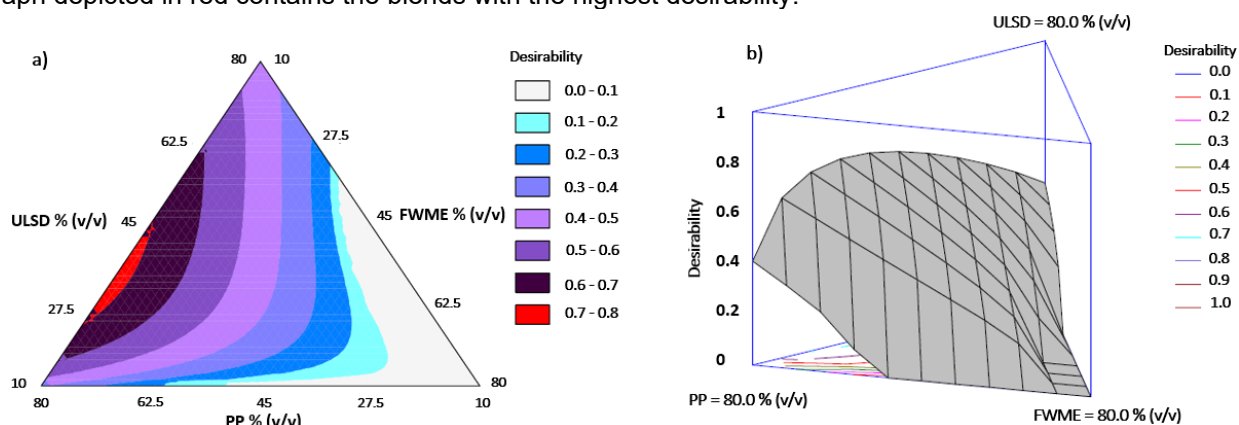 aph depicted in red contains the blends with the highest desirability.
a)
80 10
62.5
27.5
ULSD % (v/v) 45
45 FWME % (v/v)
27.5
62.5
10
80
80 62.5 45 27.5 10
PP % (v/v)
Desirability
0.0 - 0.1
0.1 - 0.2
0.2 - 0.3
0.3 - 0.4
0.4 - 0.5
0.5 - 0.6
0.6 - 0.7
0.7 - 0.8
b)
ULSD = 80.0 % (v/v)
1
0.8
0.6
0.4
0.2
0
Desirability
PP = 80.0 % (v/v)
FWME = 80.0 % (v/v)
Desirability
0.0
0.1
0.2
0.3
0.4
0.5
0.6
0.7
0.8
0.9
1.0